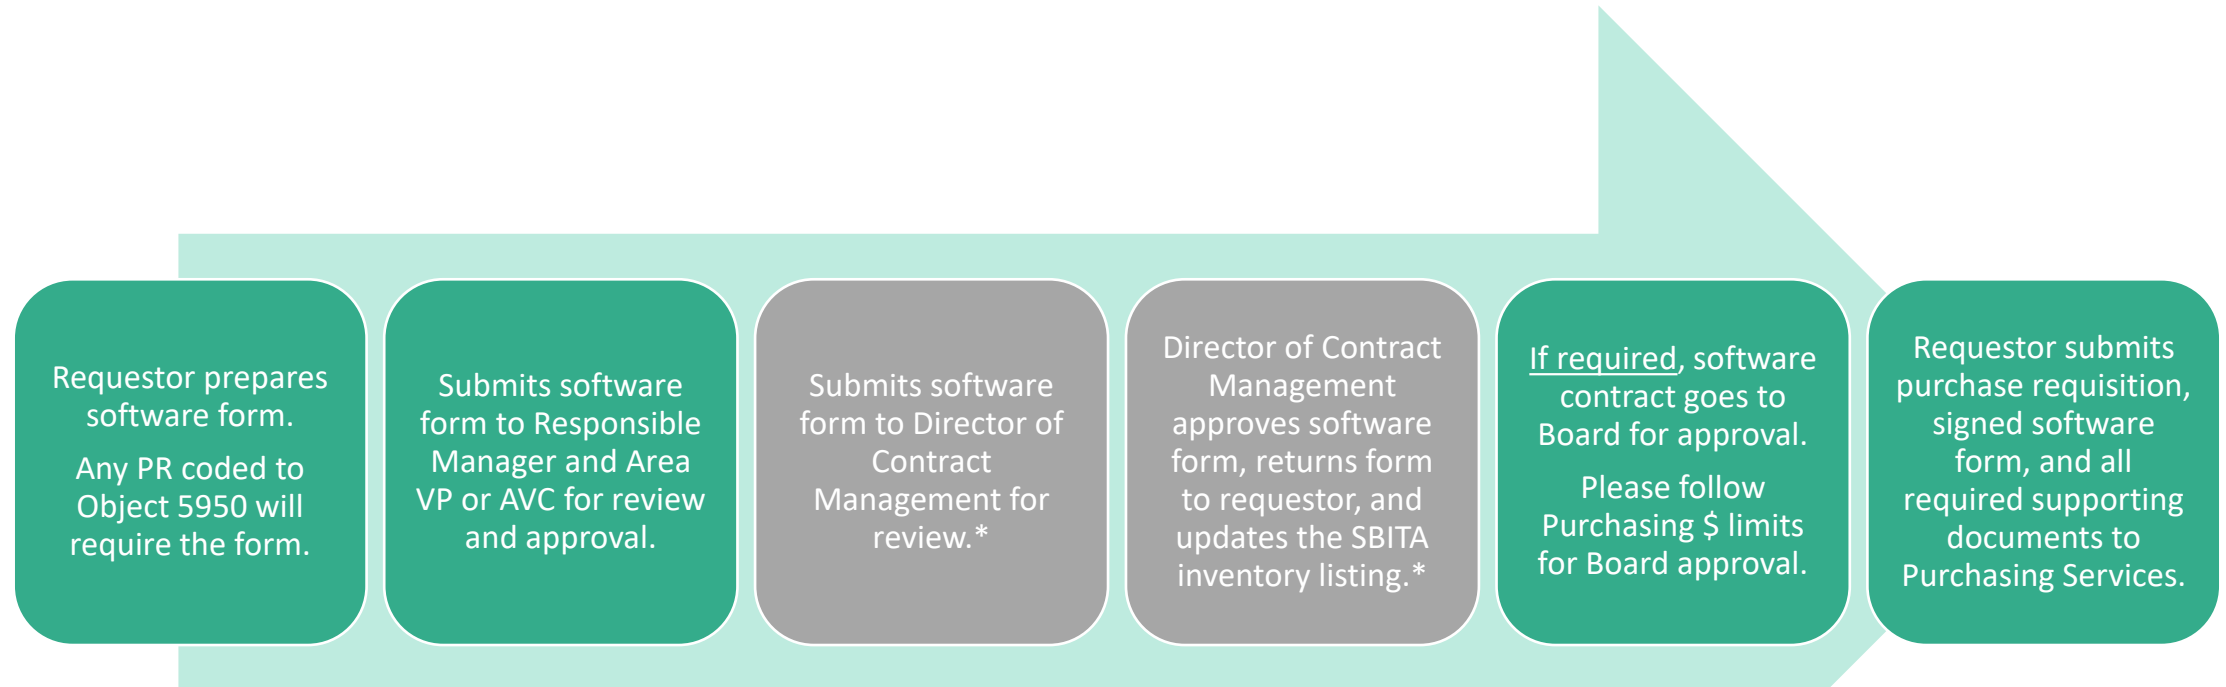 Requestor prepares
software form.
Any PR coded to
Object 5950 will
require the form.
Submits software
form to Responsible
Manager and Area
VP or AVC for review
and approval.
Submits software
form to Director of
Contract
Management for
review.*
Director of Contract
Management
approves software
form, returns form
to requestor, and
updates the SBITA
inventory listing.*
If required, software
contract goes to
Board for approval.
Please follow
Purchasing $ limits
for Board approval.
Requestor submits
purchase requisition,
signed software
form, and all
required supporting
documents to
Purchasing Services.